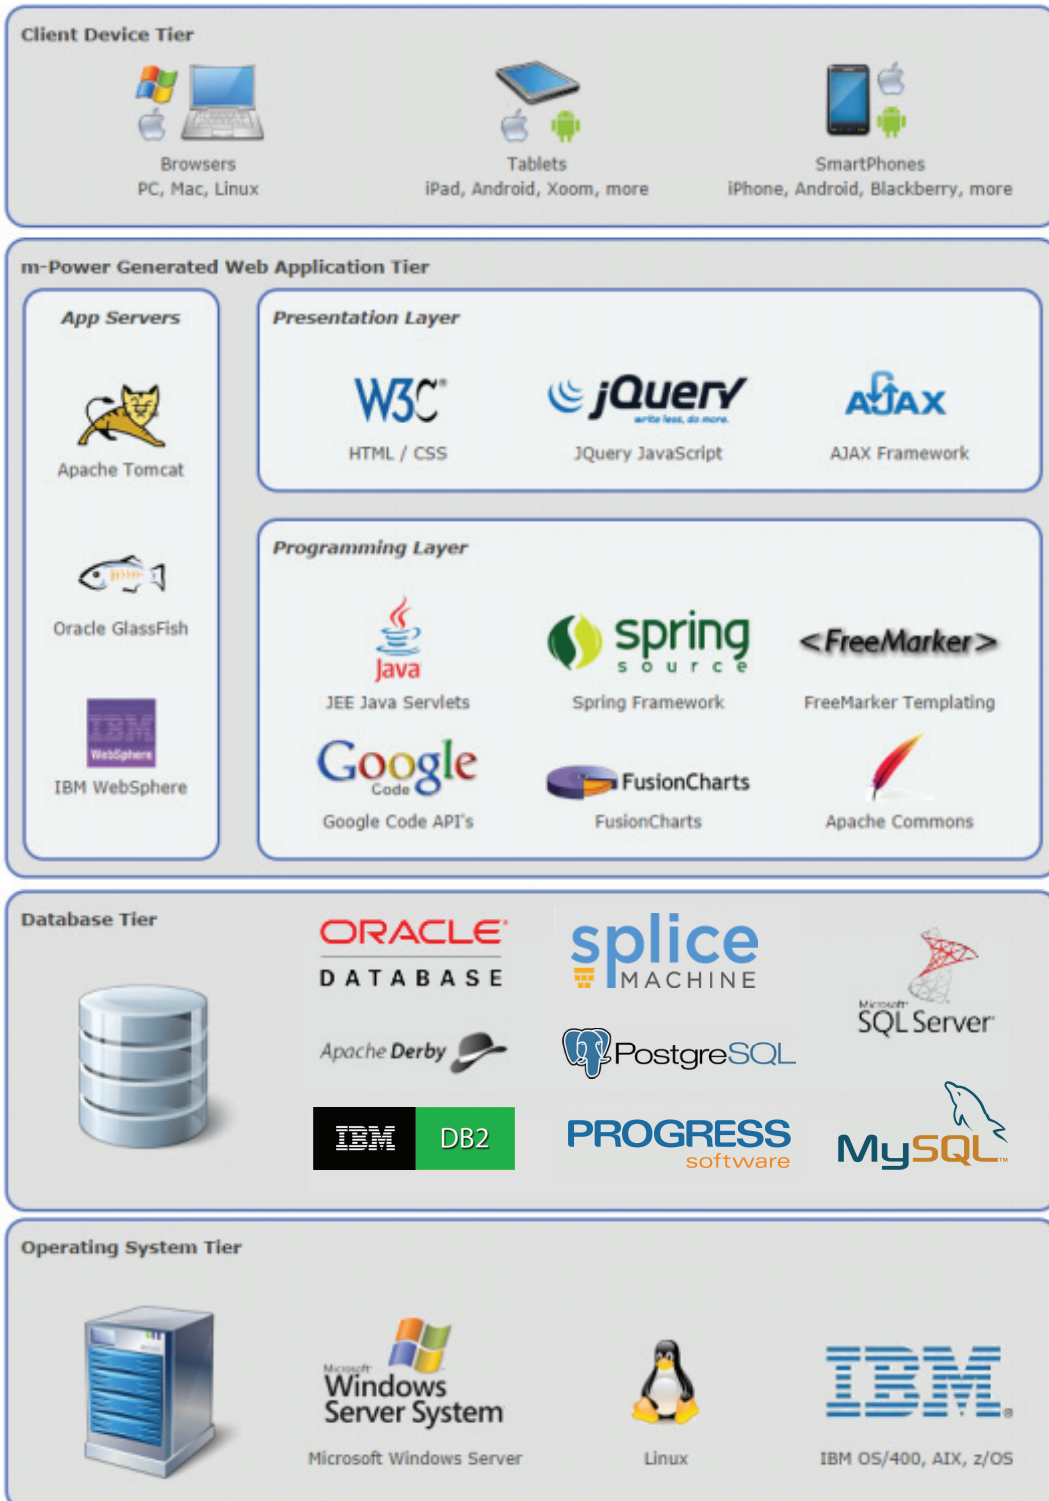 Client Device Tier
Browsers
PC, Mac, Linux
Tablets
iPad, Android, Xoom, more
SmartPhones
iPhone, Android, Blackberry, more
m-Power Generated Web Application Tier
App Servers
Apache Tomcat
Oracle GlassFish
IBM
WebSphere
IBM WebSphere
Presentation Layer
W3C®
HTML / CSS
jQuery
write less, do more.
JQuery JavaScript
AJAX
AJAX Framework
Programming Layer
Java
JEE Java Servlets
spring
source
Spring Framework
<FreeMarker>
FreeMarker Templating
Google
Code
Google Code API's
FusionCharts
FusionCharts
Apache Commons
Database Tier
ORACLE®
DATABASE
splice
MACHINE
Microsoft®
SQL Server®
Apache Derby
PostgreSQL
IBM DB2
PROGRESS
software
MySQL™
Operating System Tier
Microsoft
Windows
Server System
Microsoft Windows Server
Linux
IBM®
IBM OS/400, AIX, z/OS